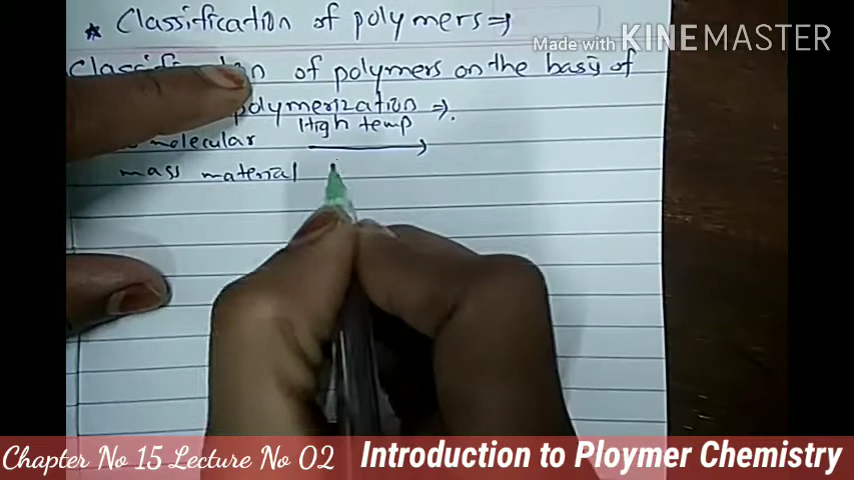 * Classification of polymers ⇒
Made with KINEMASTER
of polymers on the basis of
polymerization ⇒.
High temp
molecular →
mass material
Chapter No 15 Lecture No 02 Introduction to Ploymer Chemistry